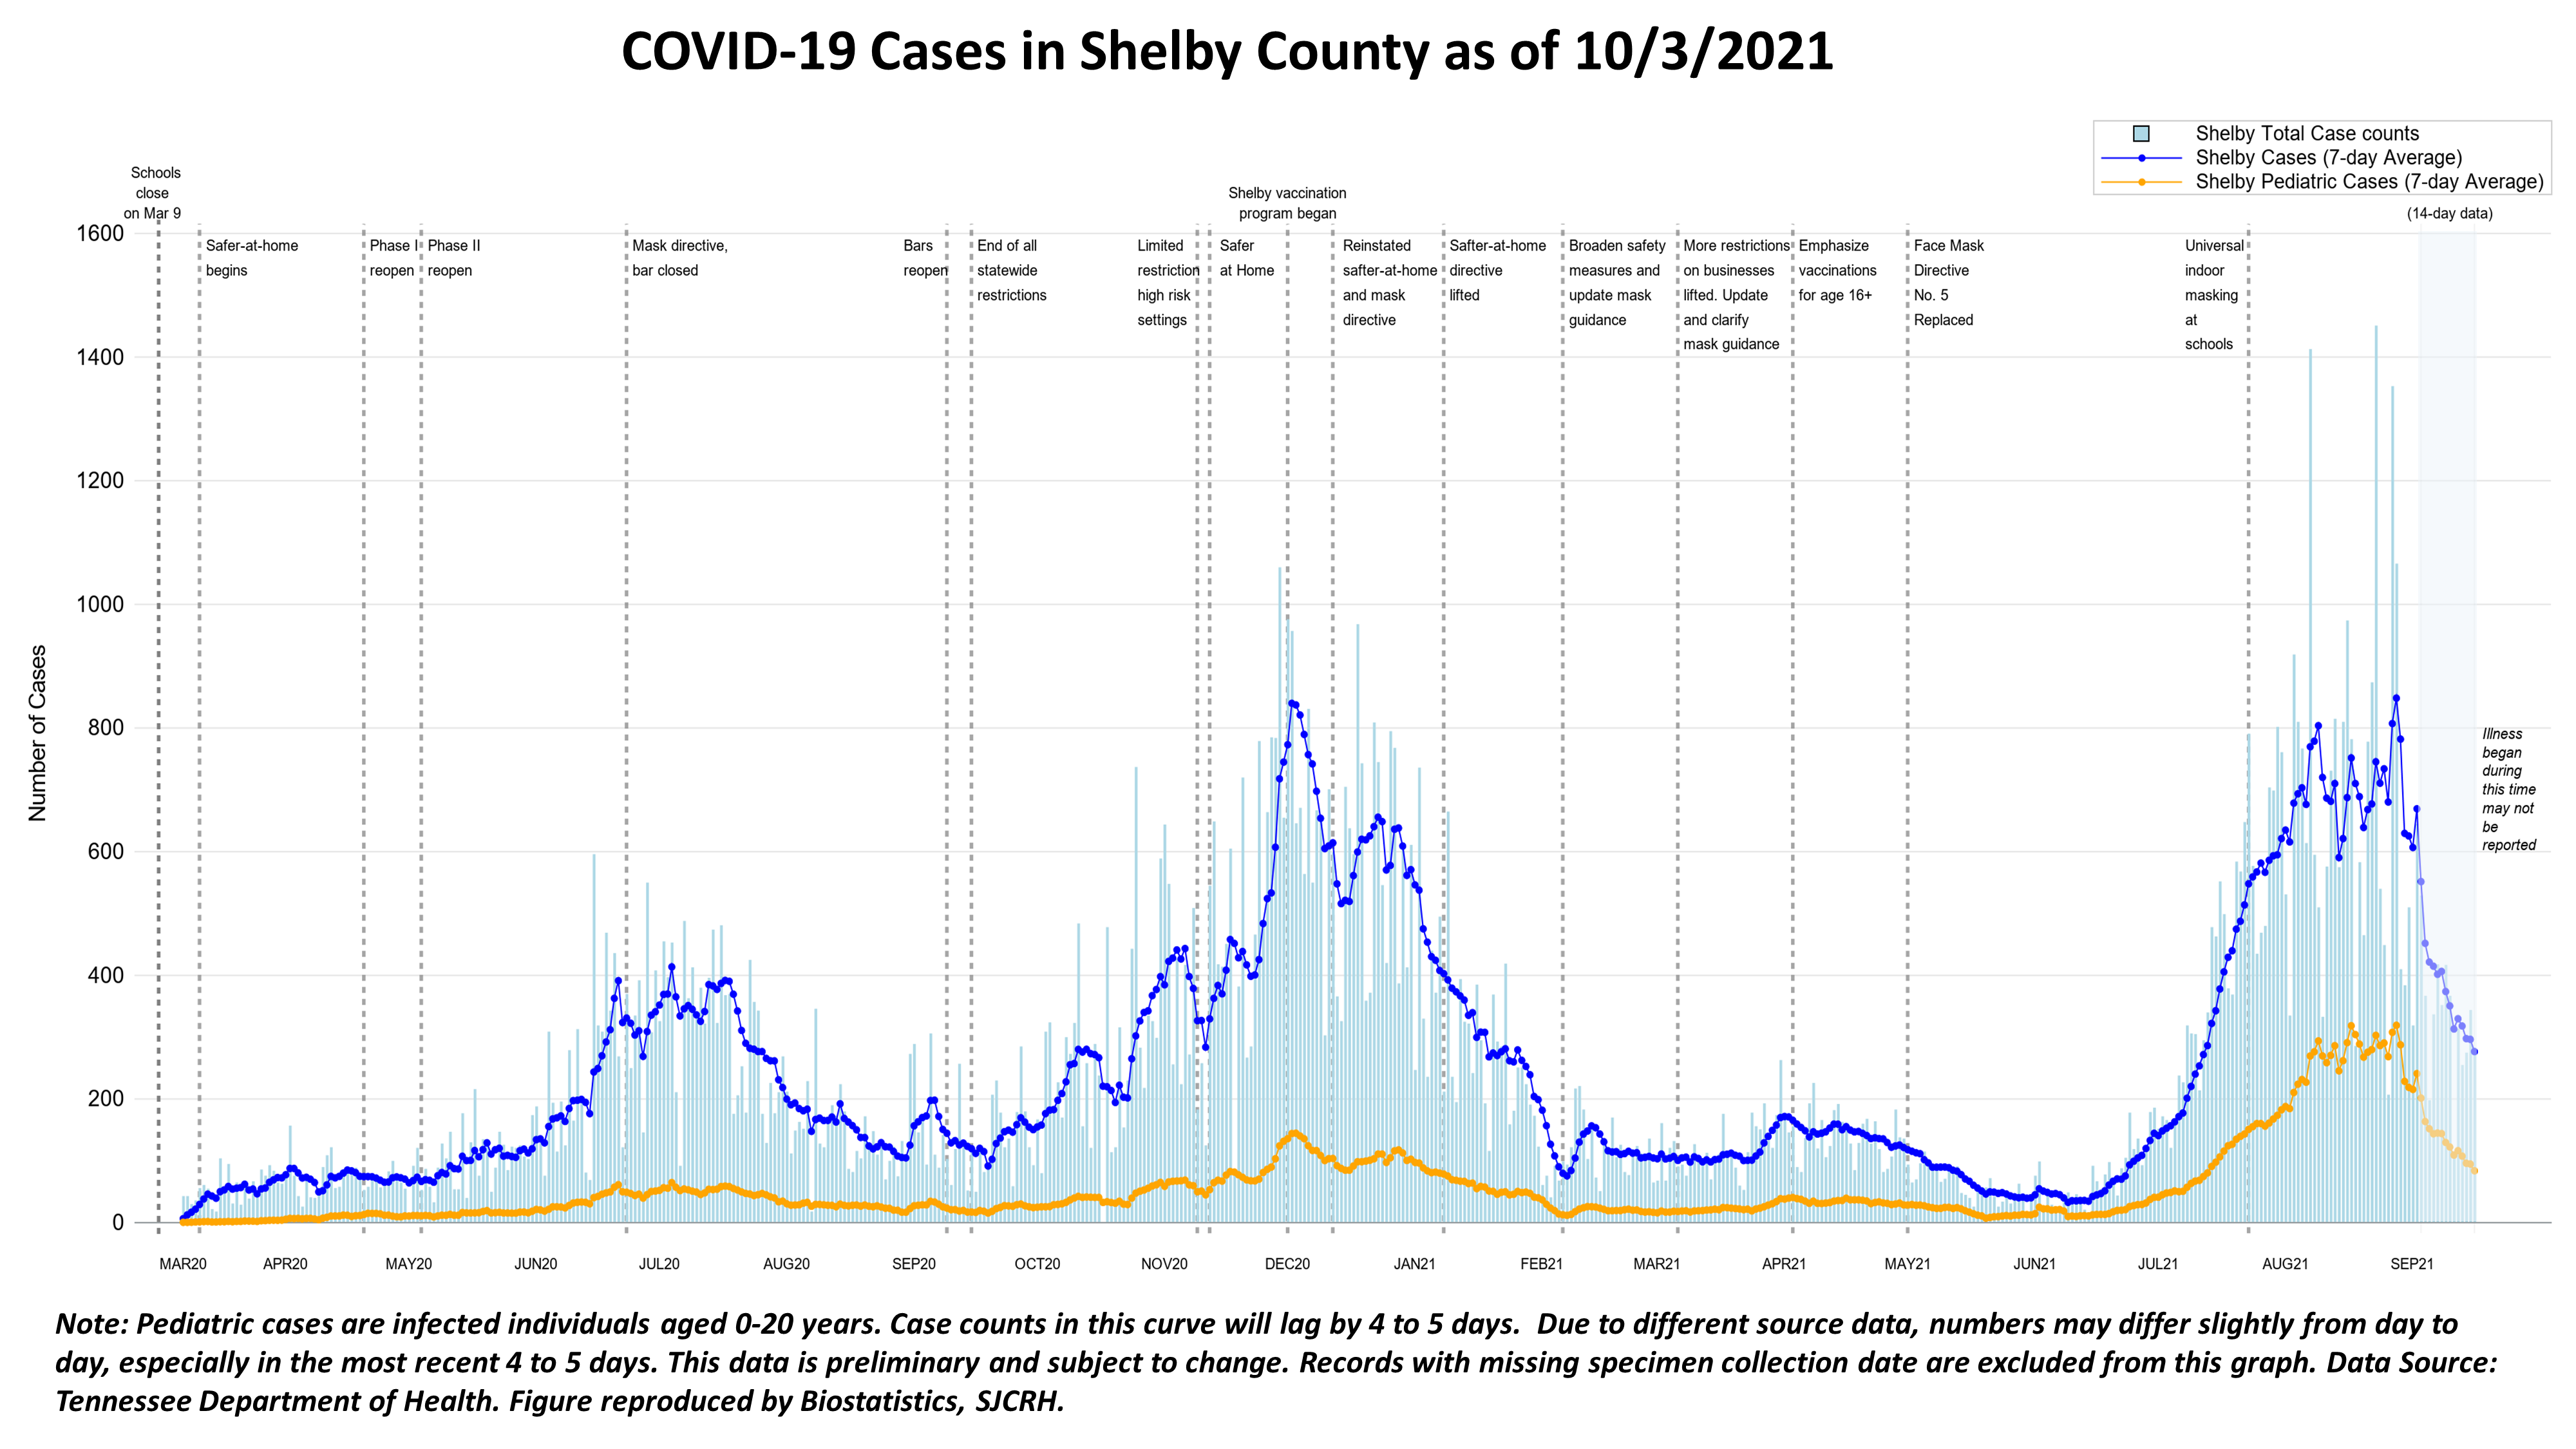 COVID-19 Cases in Shelby County as of 10/3/2021
Shelby Total Case counts
Shelby Cases (7-day Average)
Shelby Pediatric Cases (7-day Average)
Schools
close
on Mar 9
Shelby vaccination
program began
(14-day data)
Safer-at-home
begins
Phase I
reopen
Phase II
reopen
Mask directive,
bar closed
Bars
reopen
End of all
statewide
restrictions
Limited
restriction
high risk
settings
Safer
at Home
Reinstated
safter-at-home
and mask
directive
Safter-at-home
directive
lifted
Broaden safety
measures and
update mask
guidance
More restrictions
on businesses
lifted. Update
and clarify
mask guidance
Emphasize
vaccinations
for age 16+
Face Mask
Directive
No. 5
Replaced
Universal
indoor
masking
at
schools
Illness
began
during
this time
may not
be
reported
Number of Cases
1600
1400
1200
1000
800
600
400
200
0
MAR20
APR20
MAY20
JUN20
JUL20
AUG20
SEP20
OCT20
NOV20
DEC20
JAN21
FEB21
MAR21
APR21
MAY21
JUN21
JUL21
AUG21
SEP21
Note: Pediatric cases are infected individuals aged 0-20 years. Case counts in this curve will lag by 4 to 5 days.  Due to different source data, numbers may differ slightly from day to
day, especially in the most recent 4 to 5 days. This data is preliminary and subject to change. Records with missing specimen collection date are excluded from this graph. Data Source:
Tennessee Department of Health. Figure reproduced by Biostatistics, SJCRH.